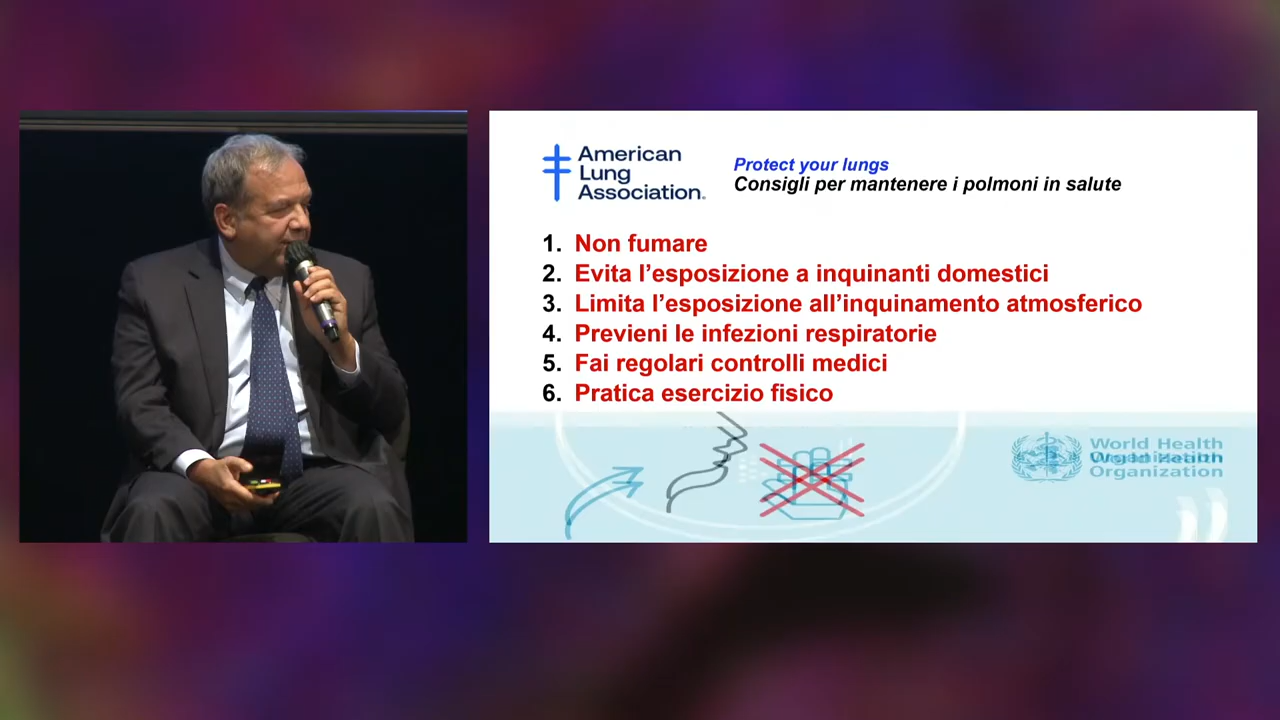 American
Lung
Association.
Protect your lungs
Consigli per mantenere i polmoni in salute
1. Non fumare
2. Evita l’esposizione a inquinanti domestici
3. Limita l’esposizione all’inquinamento atmosferico
4. Previeni le infezioni respiratorie
5. Fai regolari controlli medici
6. Pratica esercizio fisico
World Health
Organization